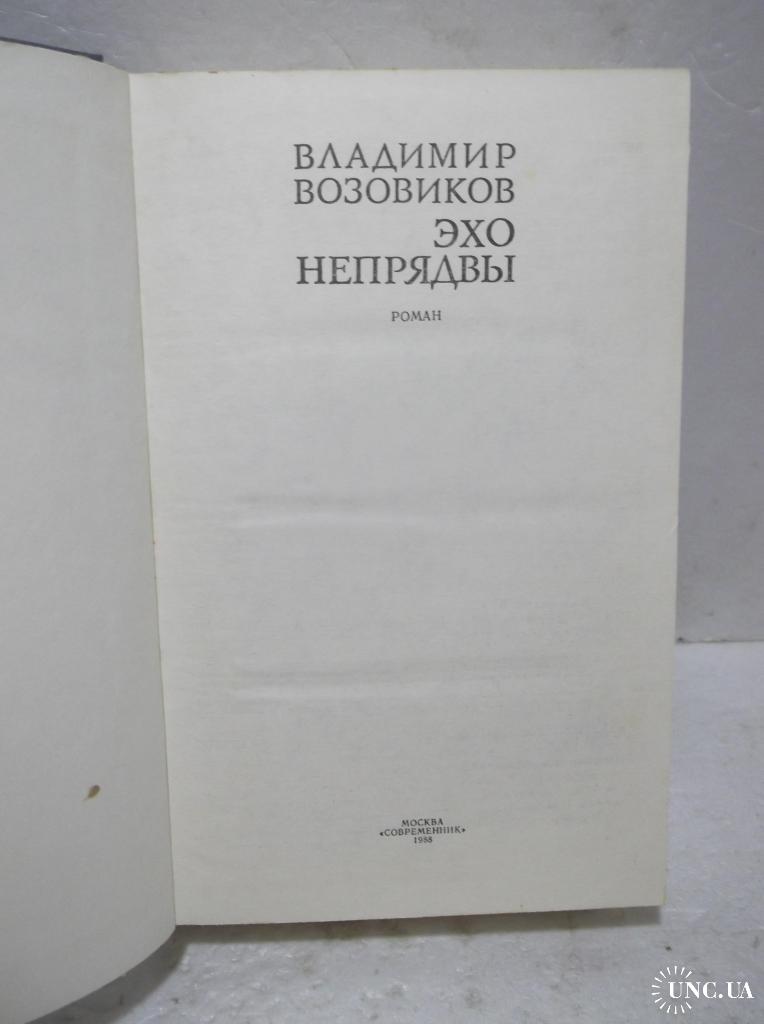 ВЛАДИМИР
ВОЗОВИКОВ
ЭХО
НЕПРЯДВЫ
РОМАН
МОСКВА
«СОВРЕМЕННИК»
1988
UNC.UA